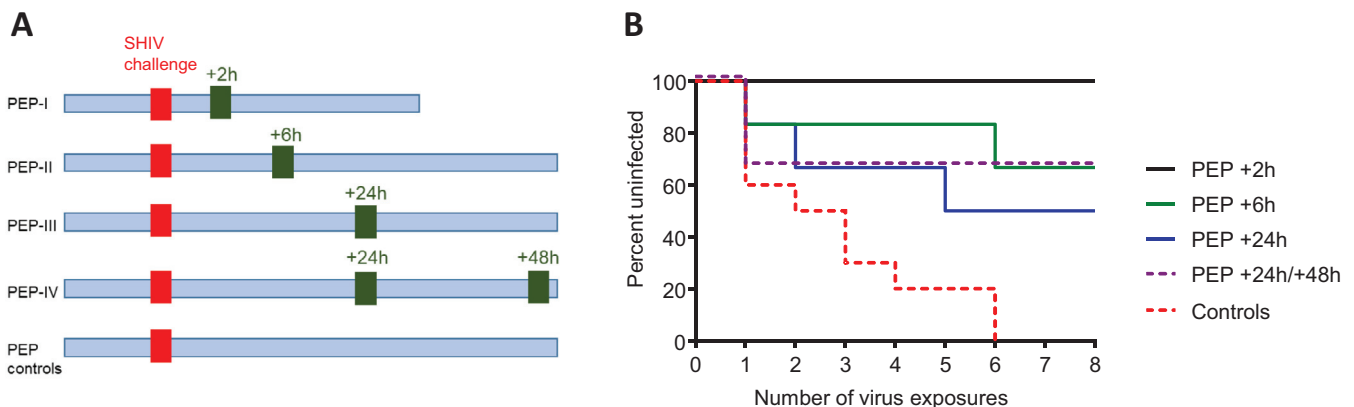 A
SHIV
challenge
+2h
PEP-I
+6h
PEP-II
+24h
PEP-III
+24h
+48h
PEP-IV
PEP
controls
B
Percent uninfected
100
80
60
40
20
0
0 1 2 3 4 5 6 7 8
Number of virus exposures
PEP +2h
PEP +6h
PEP +24h
PEP +24h/+48h
Controls